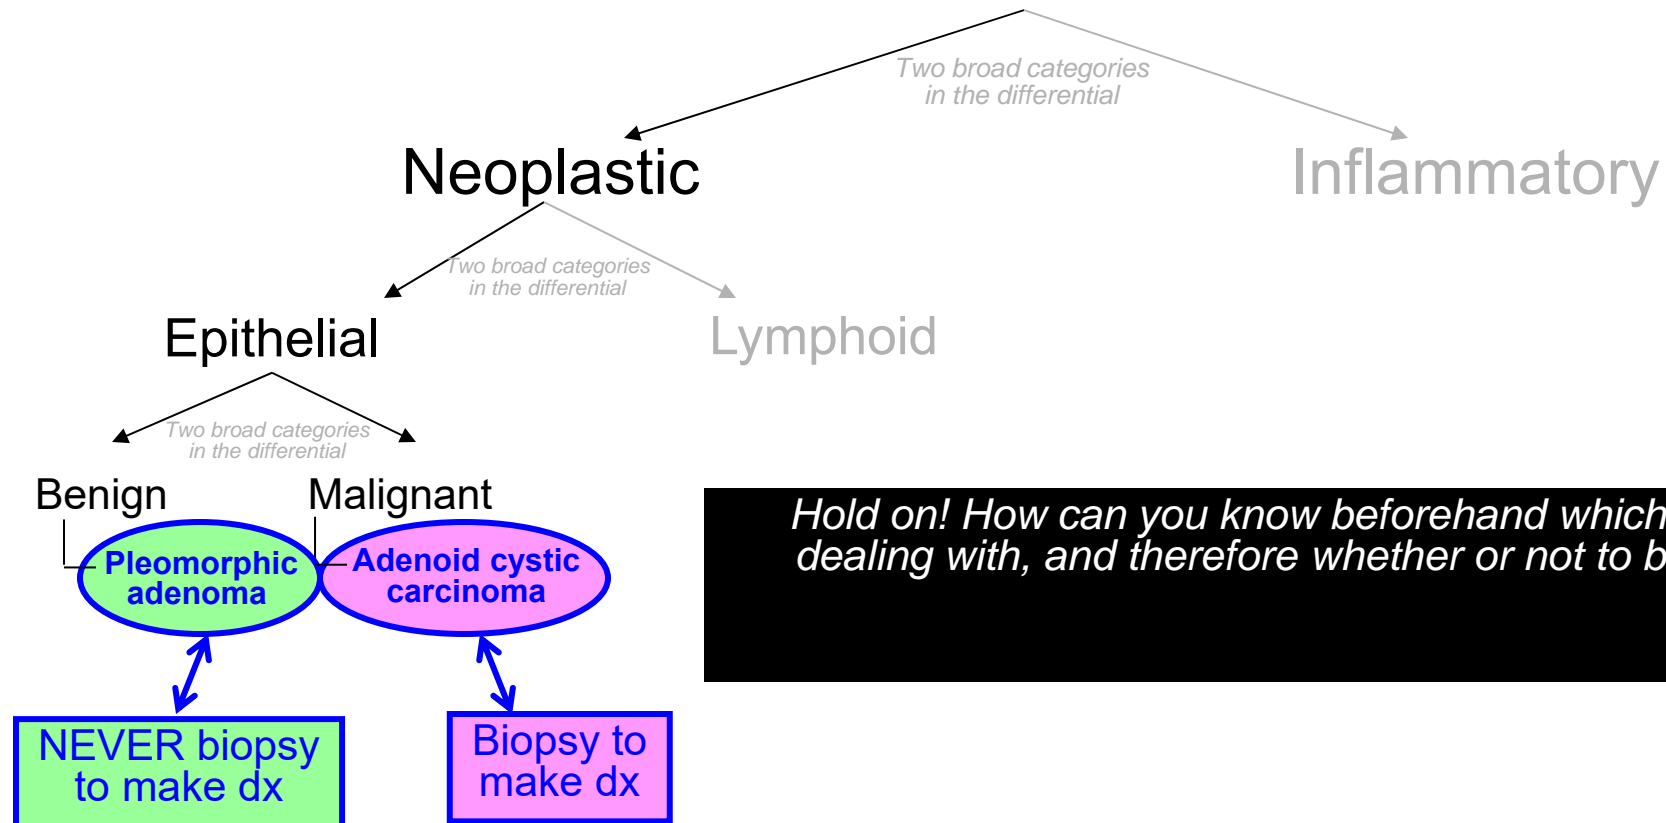 Two broad categories
in the differential
Neoplastic
Inflammatory
Two broad categories
in the differential
Epithelial
Lymphoid
Two broad categories
in the differential
Benign
Malignant
Pleomorphic
adenoma
Adenoid cystic
carcinoma
Hold on! How can you know beforehand which
dealing with, and therefore whether or not to b
NEVER biopsy
to make dx
Biopsy to
make dx